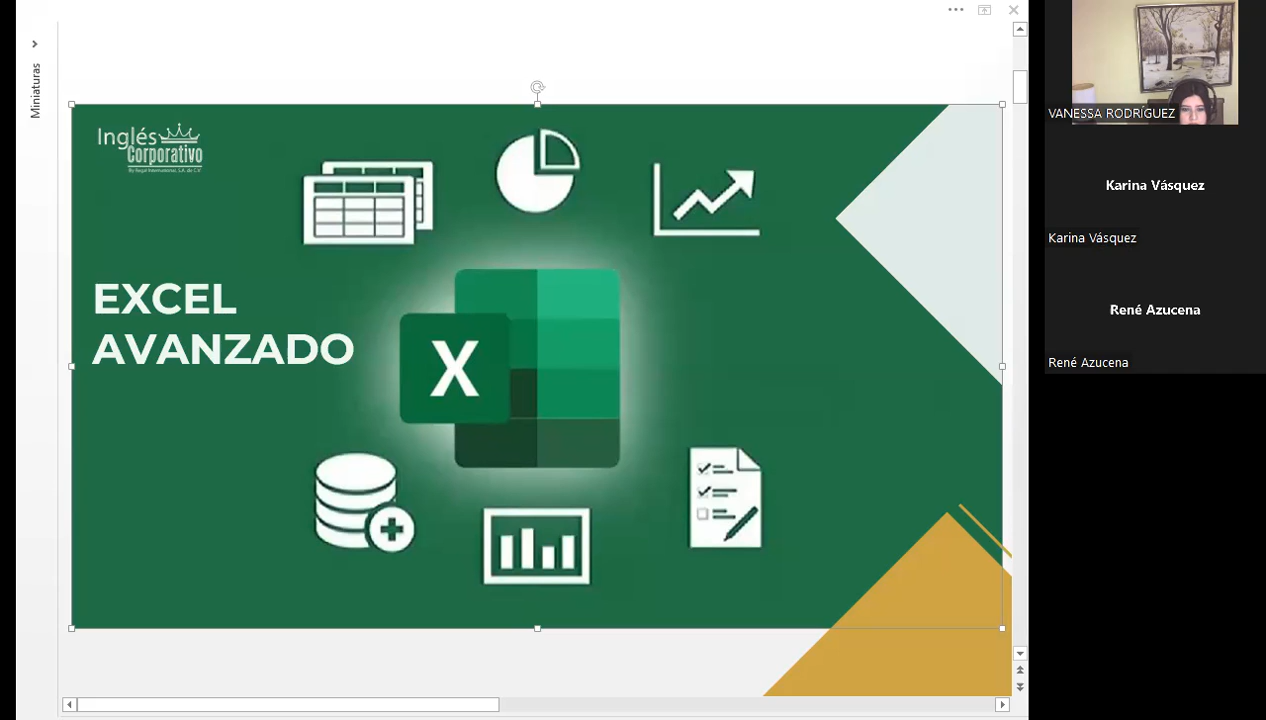 Miniaturas
Inglés
Corporativo
EXCEL
AVANZADO
X
VANESSA RODRÍGUEZ
Karina Vásquez
Karina Vásquez
René Azucena
René Azucena